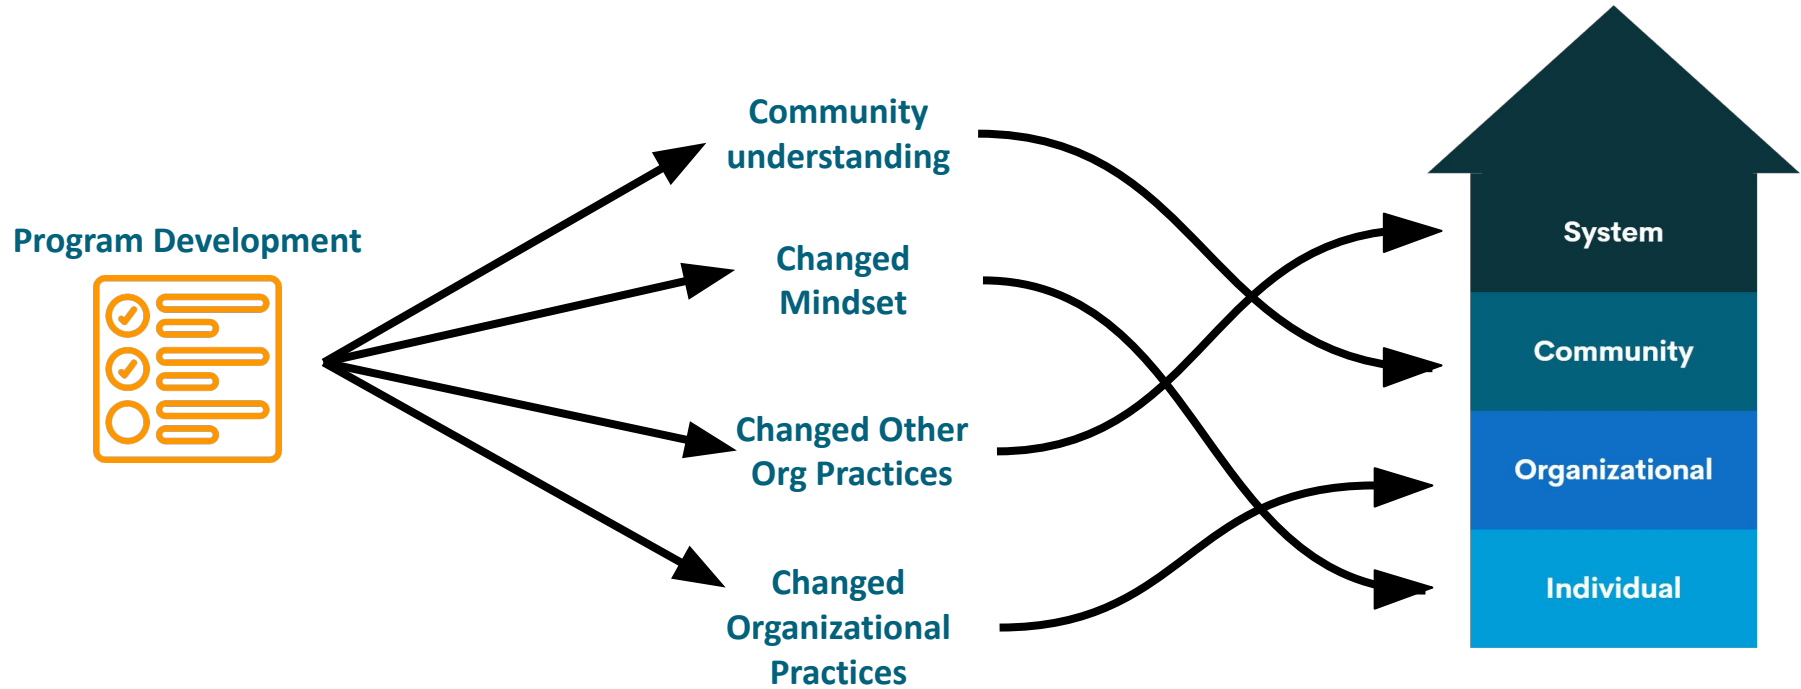 Program Development
Community
understanding
Changed
Mindset
Changed Other
Org Practices
Changed
Organizational
Practices
System
Community
Organizational
Individual